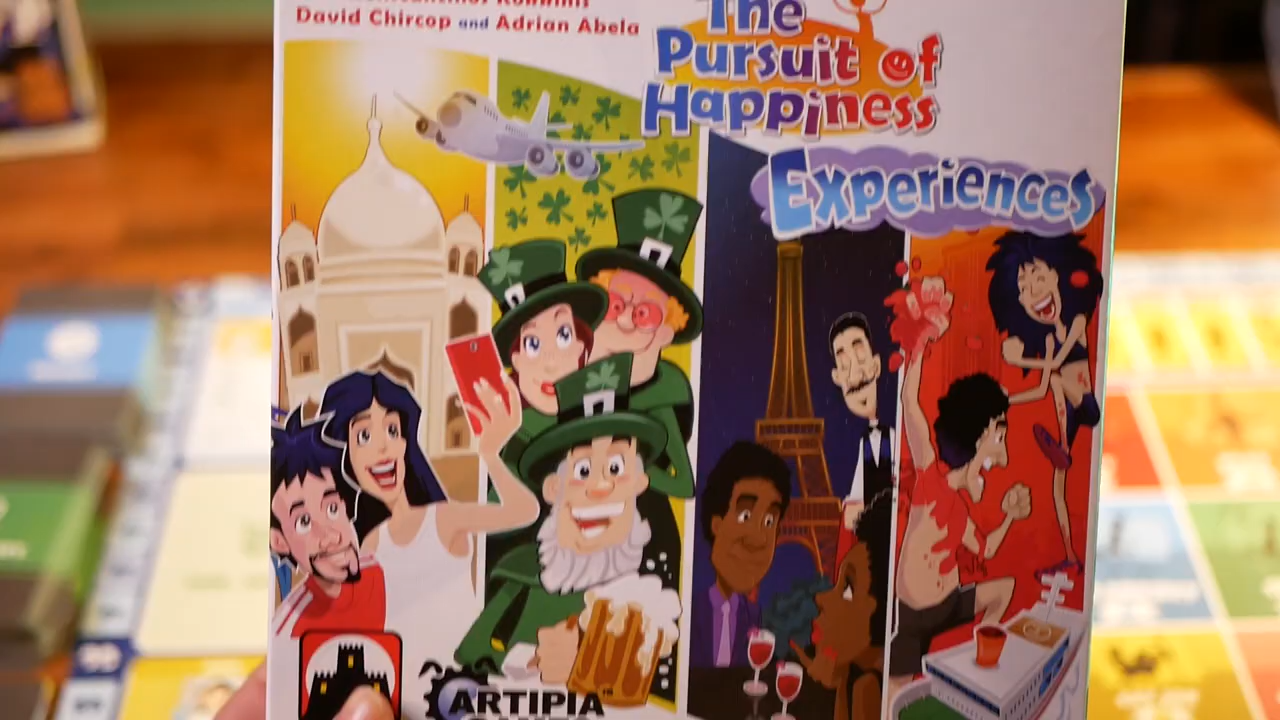 David Chircop and Adrian Abela
The
Pursuit of
Happiness
Experiences
ARTIPIA